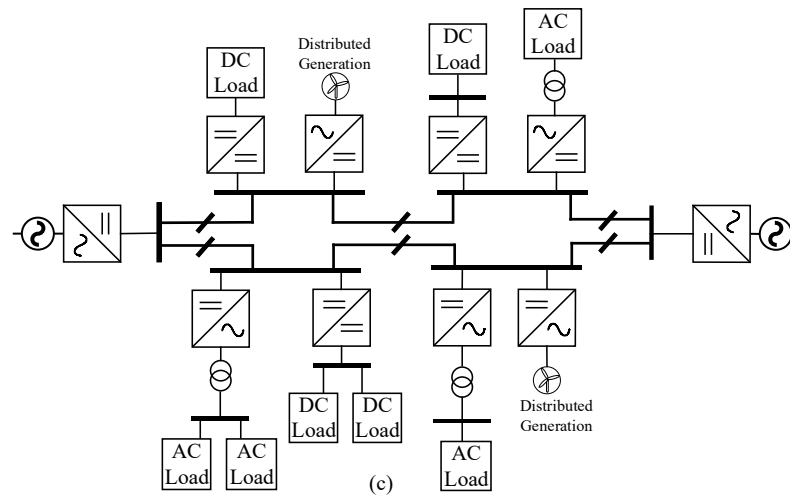 DC
Load
Distributed
Generation
DC
Load
AC
Load
DC
Load
DC
Load
Distributed
Generation
AC
Load
AC
Load
AC
Load
(c)